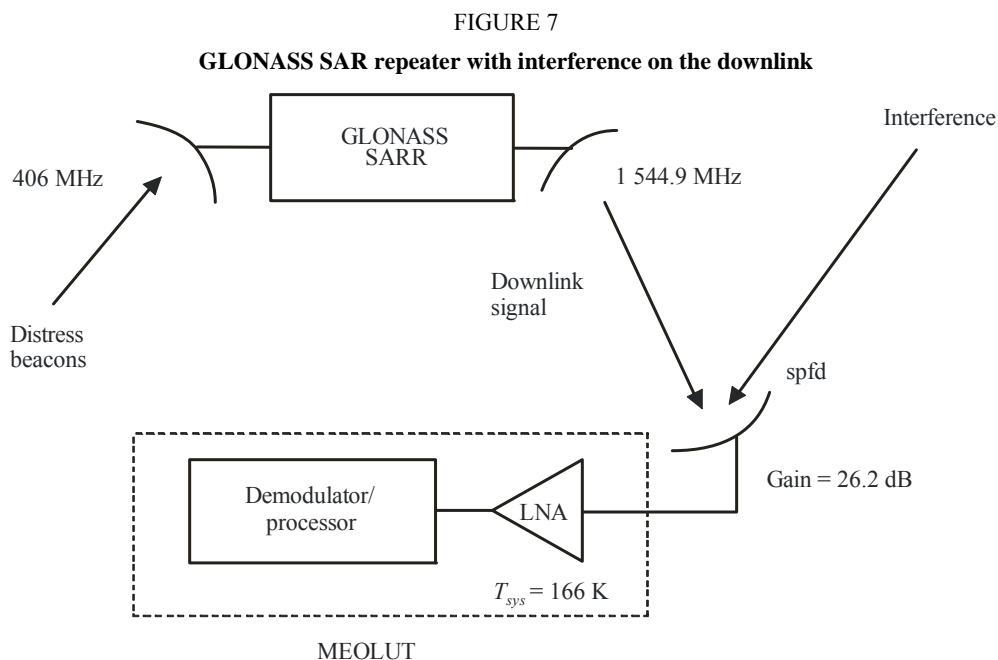 FIGURE 7
GLONASS SAR repeater with interference on the downlink
Interference
GLONASS
SARR
406 MHz
1 544.9 MHz
Downlink
signal
Distress
beacons
spfd
Gain = 26.2 dB
Demodulator/
processor
LNA
Tsys = 166 K
MEOLUT